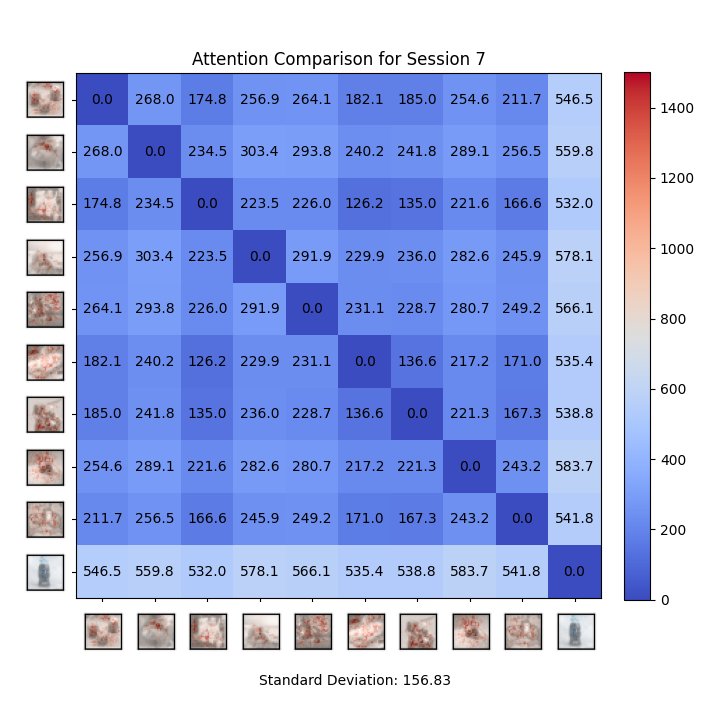 Attention Comparison for Session 7
0.0 268.0 174.8 256.9 264.1 182.1 185.0 254.6 211.7 546.5
268.0 0.0 234.5 303.4 293.8 240.2 241.8 289.1 256.5 559.8
174.8 234.5 0.0 223.5 226.0 126.2 135.0 221.6 166.6 532.0
256.9 303.4 223.5 0.0 291.9 229.9 236.0 282.6 245.9 578.1
264.1 293.8 226.0 291.9 0.0 231.1 228.7 280.7 249.2 566.1
182.1 240.2 126.2 229.9 231.1 0.0 136.6 217.2 171.0 535.4
185.0 241.8 135.0 236.0 228.7 136.6 0.0 221.3 167.3 538.8
254.6 289.1 221.6 282.6 280.7 217.2 221.3 0.0 243.2 583.7
211.7 256.5 166.6 245.9 249.2 171.0 167.3 243.2 0.0 541.8
546.5 559.8 532.0 578.1 566.1 535.4 538.8 583.7 541.8 0.0
1400
1200
1000
800
600
400
200
0
Standard Deviation: 156.83